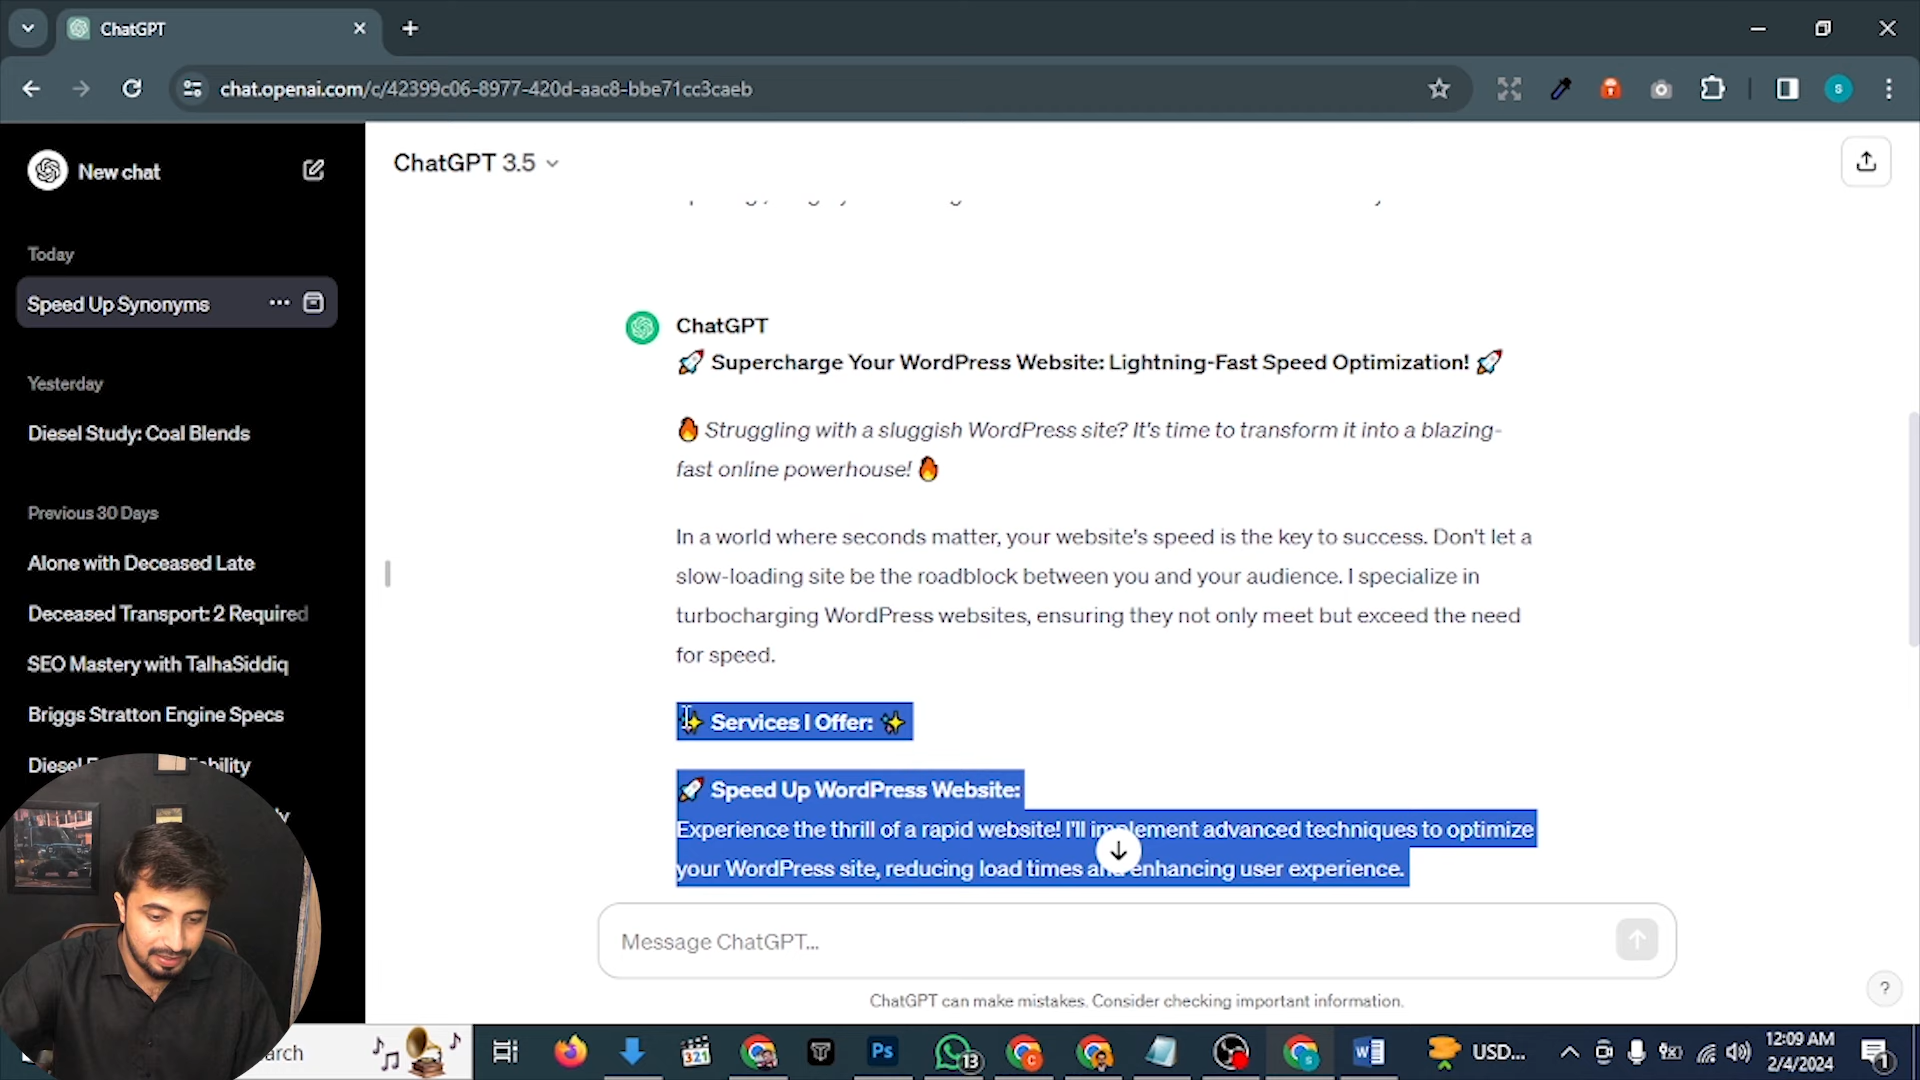 ChatGPT
chat.openai.com/c/42399c06-8977-420d-aac8-bbe71cc3caeb
S
New chat
ChatGPT 3.5
Today
Speed Up Synonyms
Yesterday
Diesel Study: Coal Blends
Previous 30 Days
Alone with Deceased Late
Deceased Transport: 2 Required
SEO Mastery with TalhaSiddiq
Briggs Stratton Engine Specs
ChatGPT
🚀 Supercharge Your WordPress Website: Lightning-Fast Speed Optimization! 🚀
🔥 Struggling with a sluggish WordPress site? It's time to transform it into a blazing-
fast online powerhouse! 🔥
In a world where seconds matter, your website's speed is the key to success. Don't let a
slow-loading site be the roadblock between you and your audience. I specialize in
turbocharging WordPress websites, ensuring they not only meet but exceed the need
for speed.
✨ Services I Offer: ✨
🚀 Speed Up WordPress Website:
Experience the thrill of a rapid website! I'll implement advanced techniques to optimize
your WordPress site, reducing load times and enhancing user experience.
Message ChatGPT...
ChatGPT can make mistakes. Consider checking important information.
?
321
Ps
13
USD...
12:09 AM
2/4/2024
1